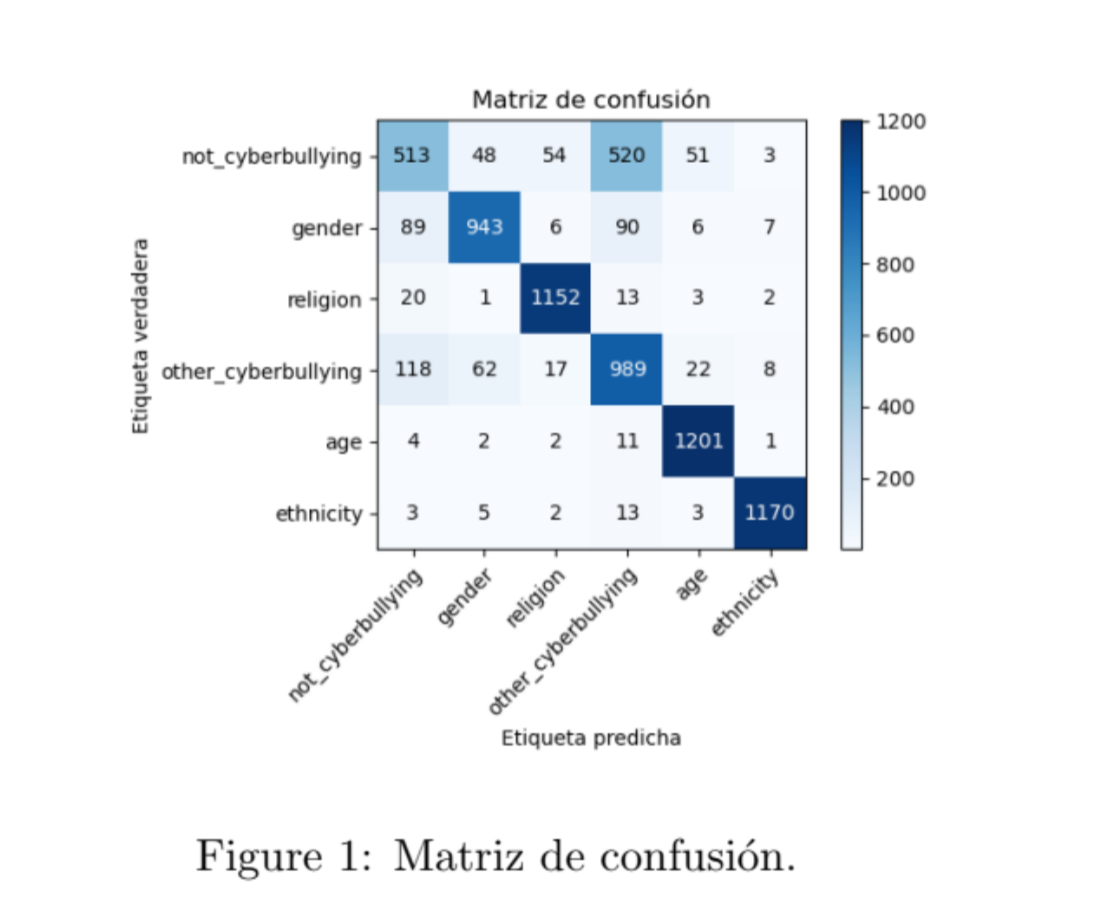 Matriz de confusión
Etiqueta verdadera
not_cyberbullying 513 48 54 520 51 3
gender 89 943 6 90 6 7
religion 20 1 1152 13 3 2
other_cyberbullying 118 62 17 989 22 8
age 4 2 2 11 1201 1
ethnicity 3 5 2 13 3 1170
not_cyberbullying gender religion other_cyberbullying age ethnicity
Etiqueta predicha
1200
1000
800
600
400
200
Figure 1: Matriz de confusión.